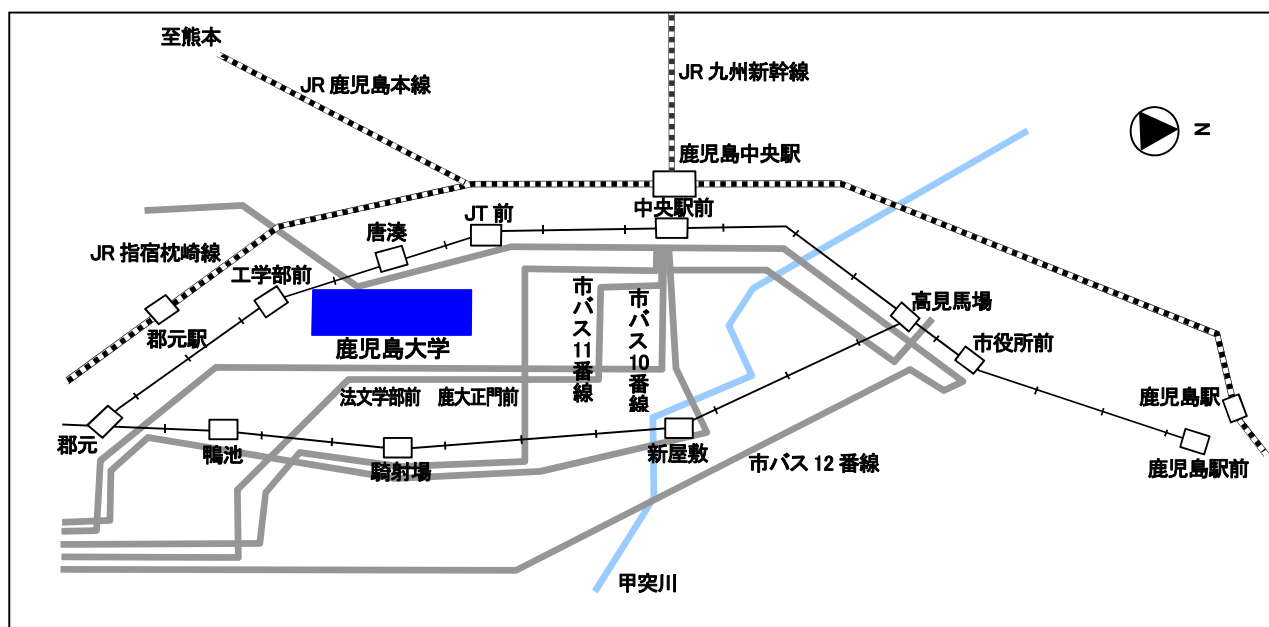 至熊本
JR 鹿児島本線
JR 九州新幹線
N
鹿児島中央駅
中央駅前
JT 前
唐湊
JR 指宿枕崎線
工学部前
郡元駅
鹿児島大学
市バス11番線
市バス10番線
高見馬場
市役所前
鹿児島駅
鹿児島駅前
法文学部前 鹿大正門前
郡元
鴨池
騎射場
新屋敷
市バス 12 番線
甲突川